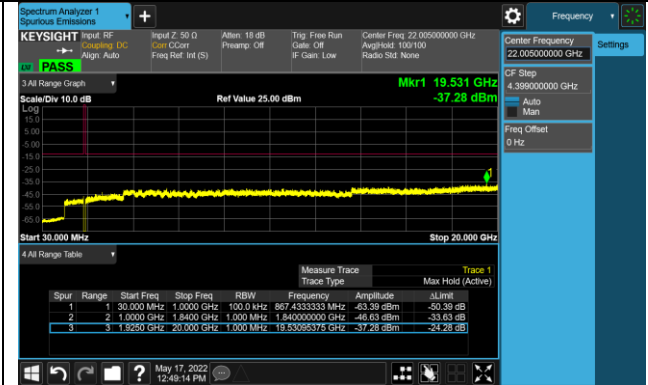 Spectrum Analyzer 1
Spurious Emissions
Frequency
KEYSIGHT
Input: RF
Coupling: DC
Align: Auto
Input Z: 50 Ω
Corr CCorr
Freq Ref: Int (S)
Atten: 18 dB
Preamp: Off
Trig: Free Run
Gate: Off
IF Gain: Low
Center Freq: 22.005000000 GHz
Avg|Hold: 100/100
Radio Std: None
PASS
Center Frequency
22.005000000 GHz
Settings
CF Step
4.399000000 GHz
Auto
Man
Freq Offset
0 Hz
3 All Range Graph
Mkr1 19.531 GHz
-37.28 dBm
Scale/Div 10.0 dB
Ref Value 25.00 dBm
Log
15.0
5.00
-5.00
-15.0
-25.0
-35.0
-45.0
-55.0
-65.0
1
Start 30.000 MHz
Stop 20.000 GHz
4 All Range Table
Measure Trace Trace 1
Trace Type Max Hold (Active)
Spur Range Start Freq Stop Freq RBW Frequency Amplitude ΔLimit
1 1 30.000 MHz 1.0000 GHz 100.0 kHz 867.4333333 MHz -63.39 dBm -50.39 dB
2 2 1.0000 GHz 1.8400 GHz 1.000 MHz 1.840000000 GHz -46.63 dBm -33.63 dB
3 3 1.9250 GHz 20.000 GHz 1.000 MHz 19.53095375 GHz -37.28 dBm -24.28 dB
?
May 17, 2022
12:49:14 PM